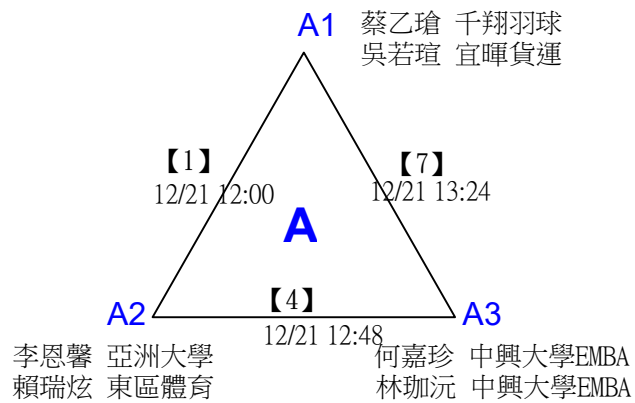 A1
蔡乙瑲 千翔羽球
吳若瑄 宜暉貨運
【1】
12/21 12:00
【7】
12/21 13:24
A
【4】
12/21 12:48
A2
A3
李恩馨 亞洲大學
賴瑞炫 東區體育
何嘉珍 中興大學EMBA
林珈沅 中興大學EMBA